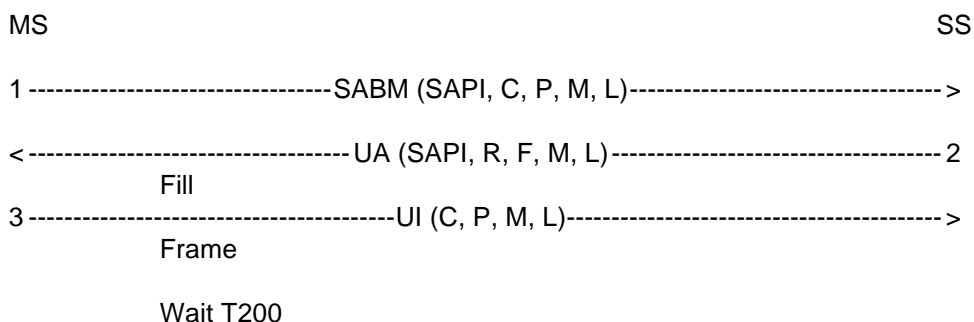 MS SS
1 ----------------------------------SABM (SAPI, C, P, M, L)----------------------------------- >
< ------------------------------------ UA (SAPI, R, F, M, L) ------------------------------------- 2
Fill
3 -----------------------------------------UI (C, P, M, L)------------------------------------------ >
Frame
Wait T200